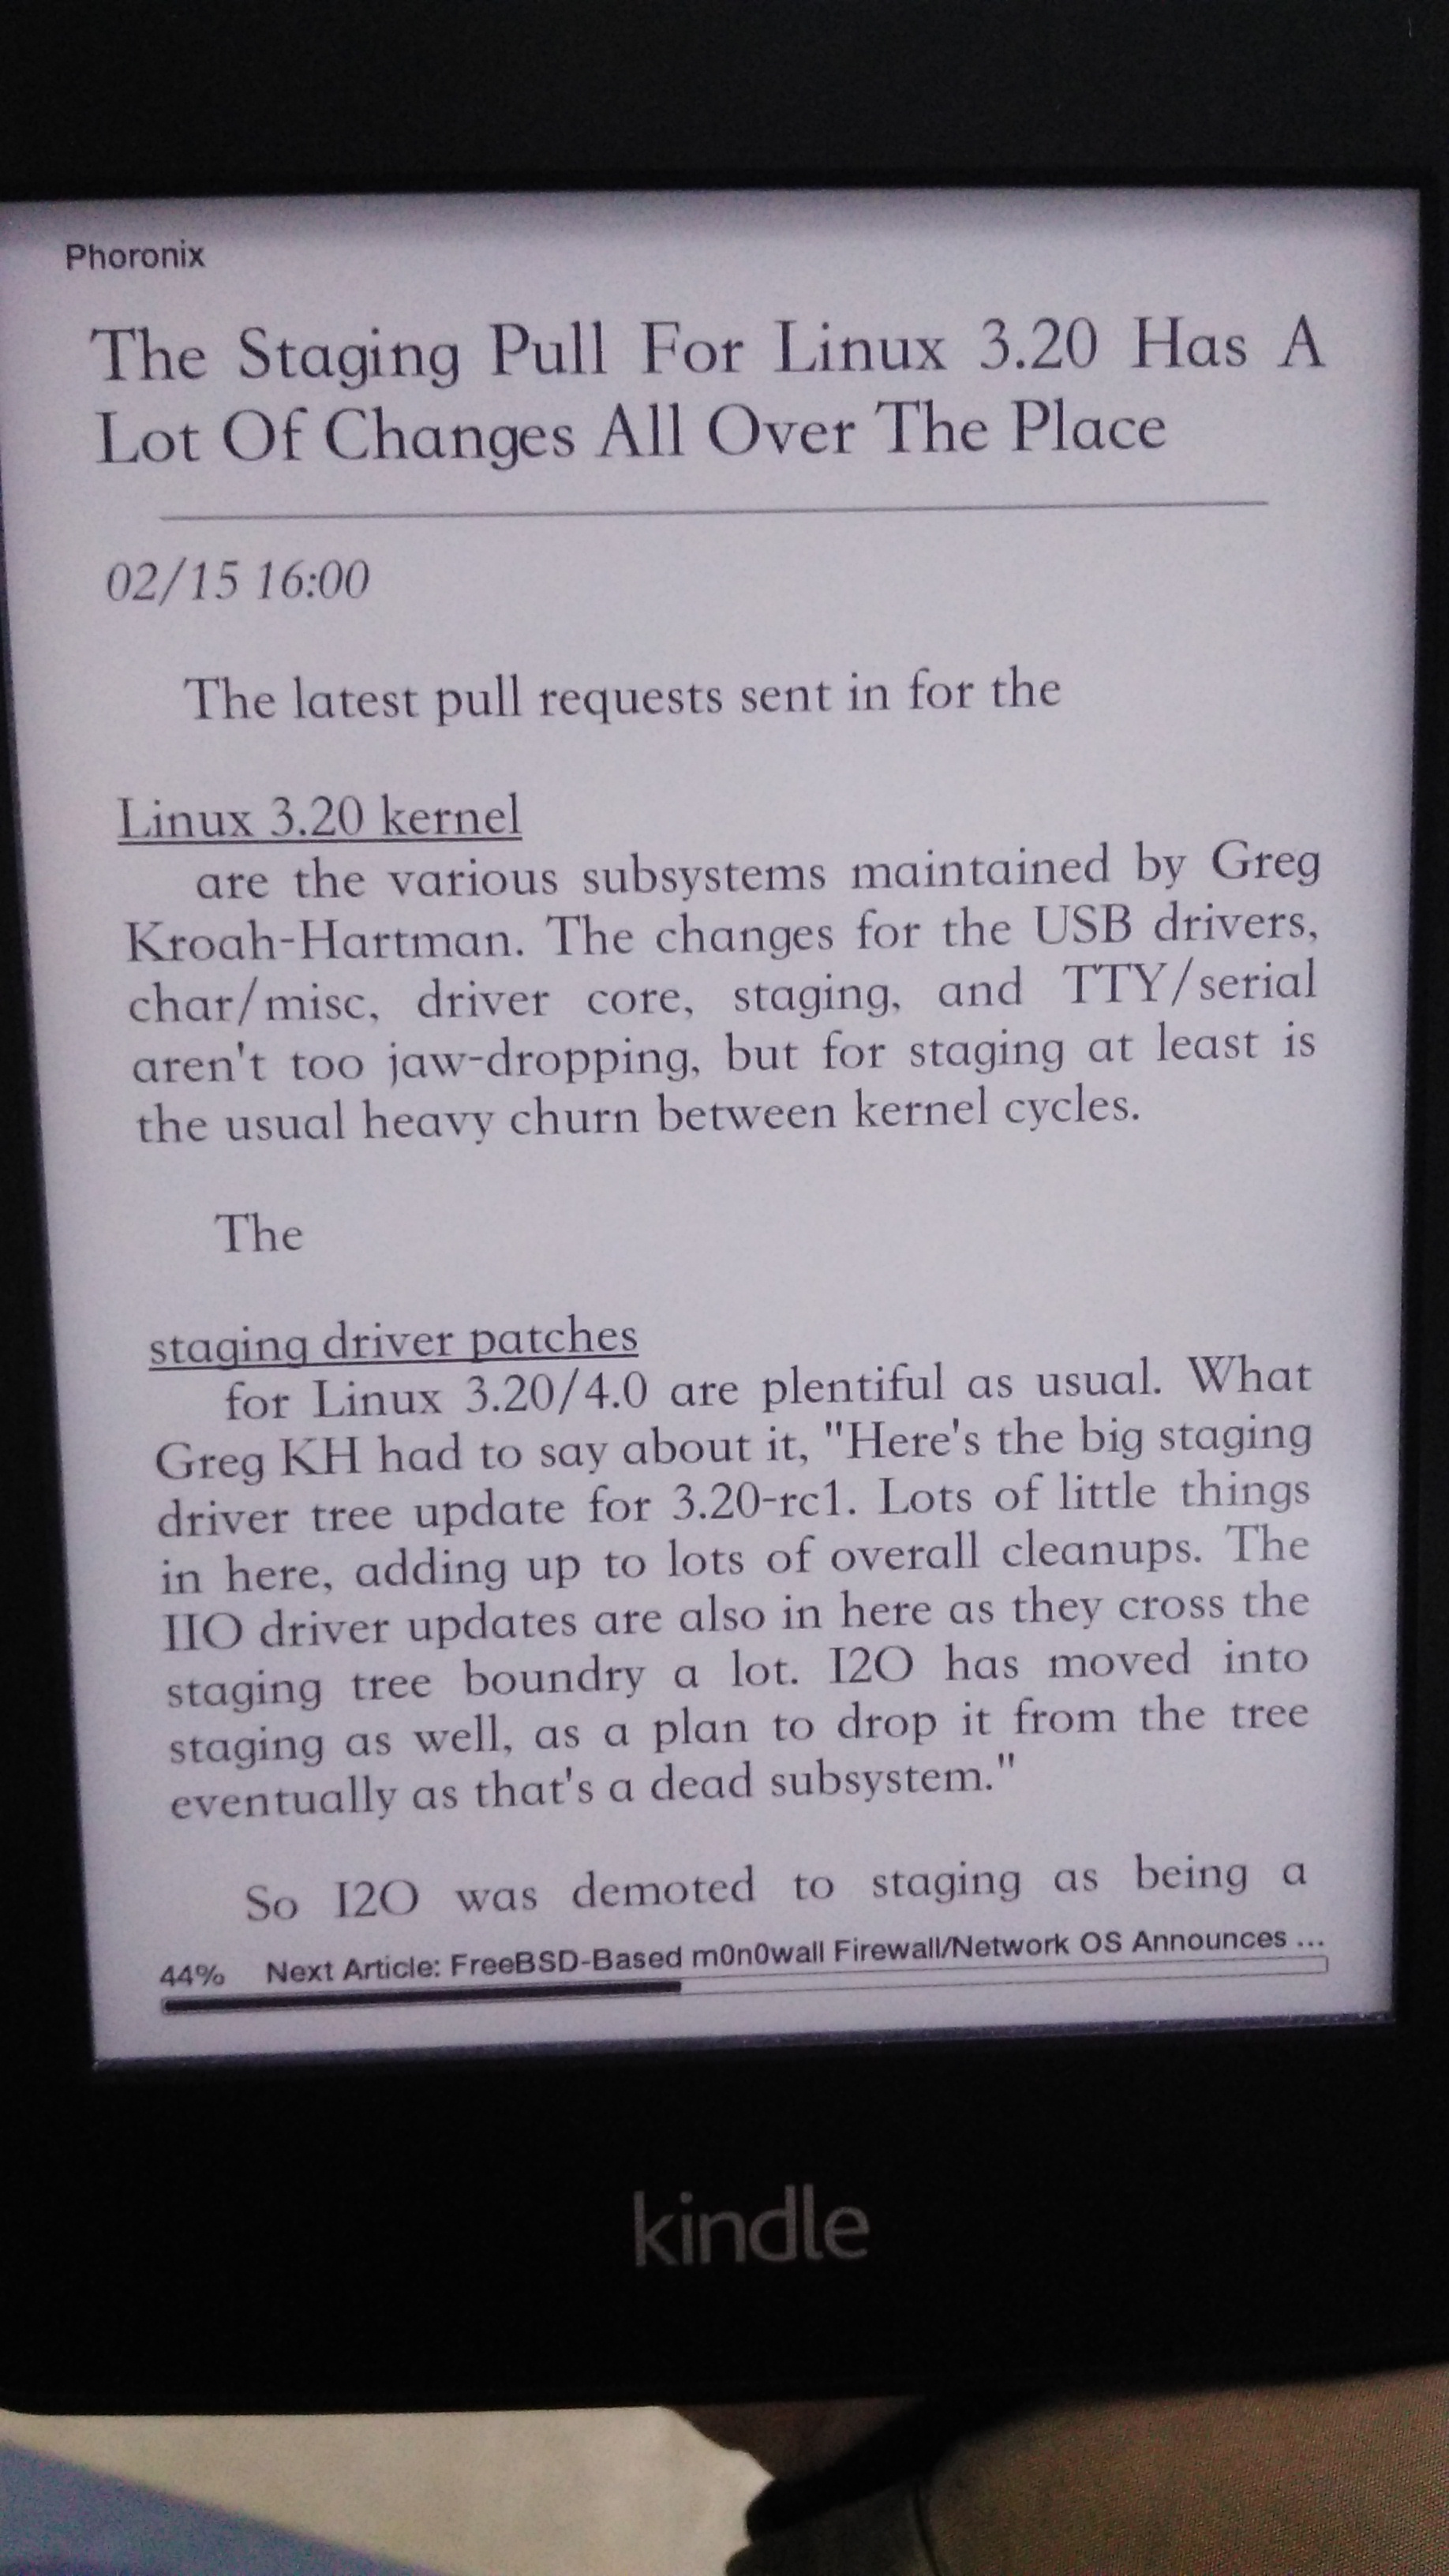 Phoronix
The Staging Pull For Linux 3.20 Has A
Lot Of Changes All Over The Place
02/15 16:00
The latest pull requests sent in for the
Linux 3.20 kernel
are the various subsystems maintained by Greg
Kroah-Hartman. The changes for the USB drivers,
char/misc, driver core, staging, and TTY/serial
aren't too jaw-dropping, but for staging at least is
the usual heavy churn between kernel cycles.
The
staging driver patches
for Linux 3.20/4.0 are plentiful as usual. What
Greg KH had to say about it, "Here's the big staging
driver tree update for 3.20-rc1. Lots of little things
in here, adding up to lots of overall cleanups. The
IIO driver updates are also in here as they cross the
staging tree boundry a lot. I2O has moved into
staging as well, as a plan to drop it from the tree
eventually as that's a dead subsystem."
So I2O was demoted to staging as being a
44% Next Article: FreeBSD-Based m0n0wall Firewall/Network OS Announces ...
kindle